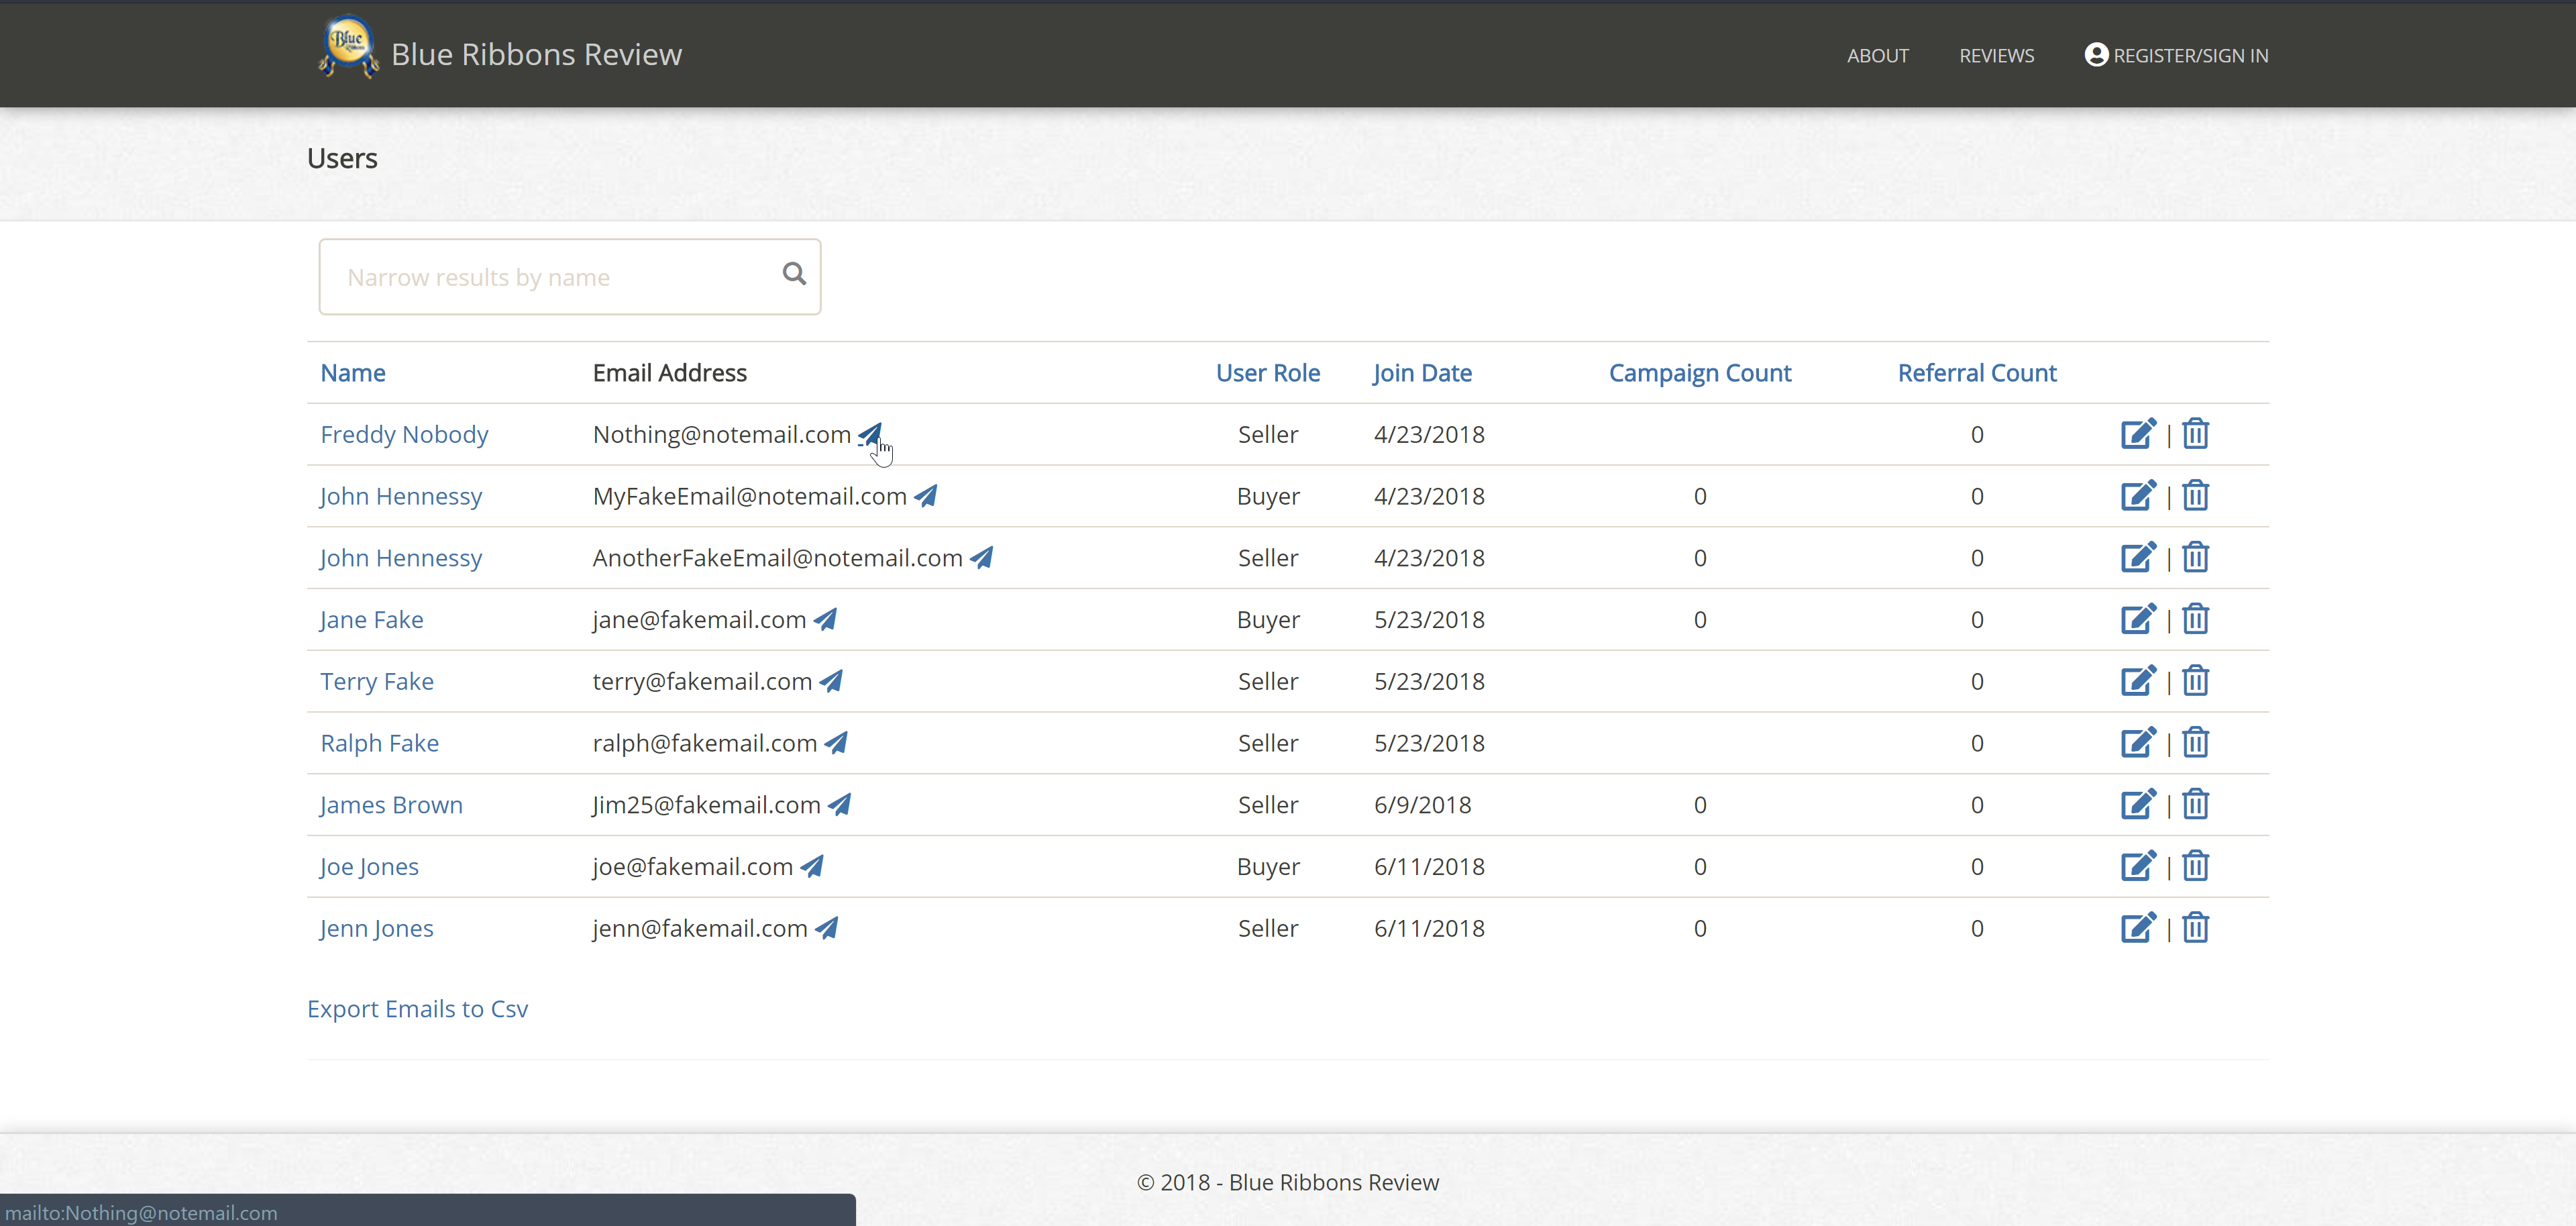 Blue Blue Ribbons Review ABOUT REVIEWS REGISTER/SIGN IN
Users
Narrow results by name
Name Email Address User Role Join Date Campaign Count Referral Count
Freddy Nobody Nothing@notemail.com Seller 4/23/2018 0 |
John Hennessy MyFakeEmail@notemail.com Buyer 4/23/2018 0 0 |
John Hennessy AnotherFakeEmail@notemail.com Seller 4/23/2018 0 0 |
Jane Fake jane@fakemail.com Buyer 5/23/2018 0 0 |
Terry Fake terry@fakemail.com Seller 5/23/2018 0 |
Ralph Fake ralph@fakemail.com Seller 5/23/2018 0 |
James Brown Jim25@fakemail.com Seller 6/9/2018 0 0 |
Joe Jones joe@fakemail.com Buyer 6/11/2018 0 0 |
Jenn Jones jenn@fakemail.com Seller 6/11/2018 0 0 |
Export Emails to Csv
© 2018 - Blue Ribbons Review
mailto:Nothing@notemail.com